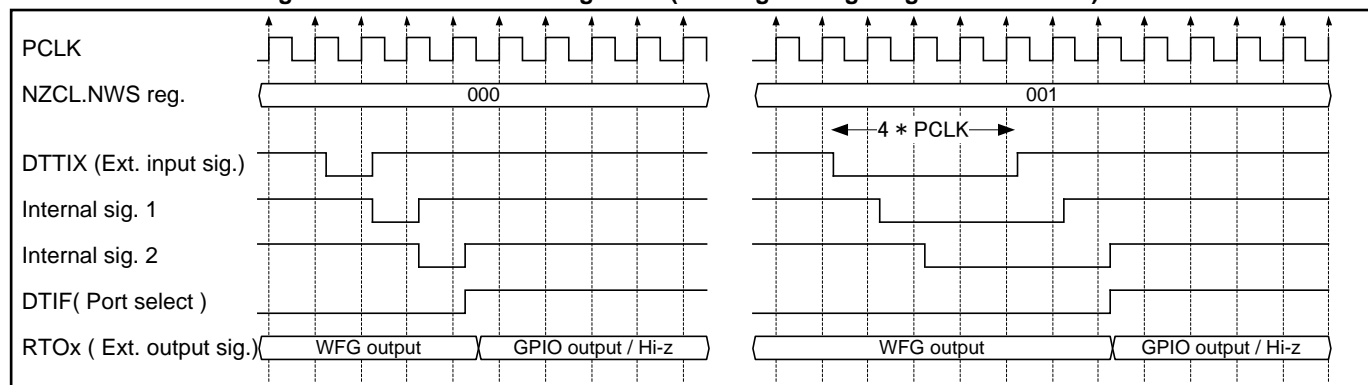 PCLK
NZCL.NWS reg. 000 001
4 * PCLK
DTTIX (Ext. input sig.)
Internal sig. 1
Internal sig. 2
DTIF( Port select )
RTOx ( Ext. output sig.) WFG output GPIO output / Hi-z WFG output GPIO output / Hi-z